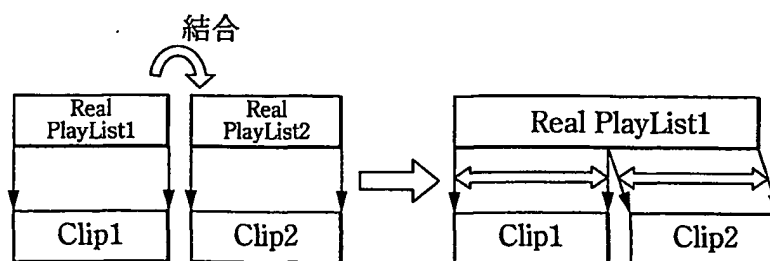 結合
Real
PlayList1
Real
PlayList2
Real PlayList1
Clip1
Clip2
Clip1
Clip2